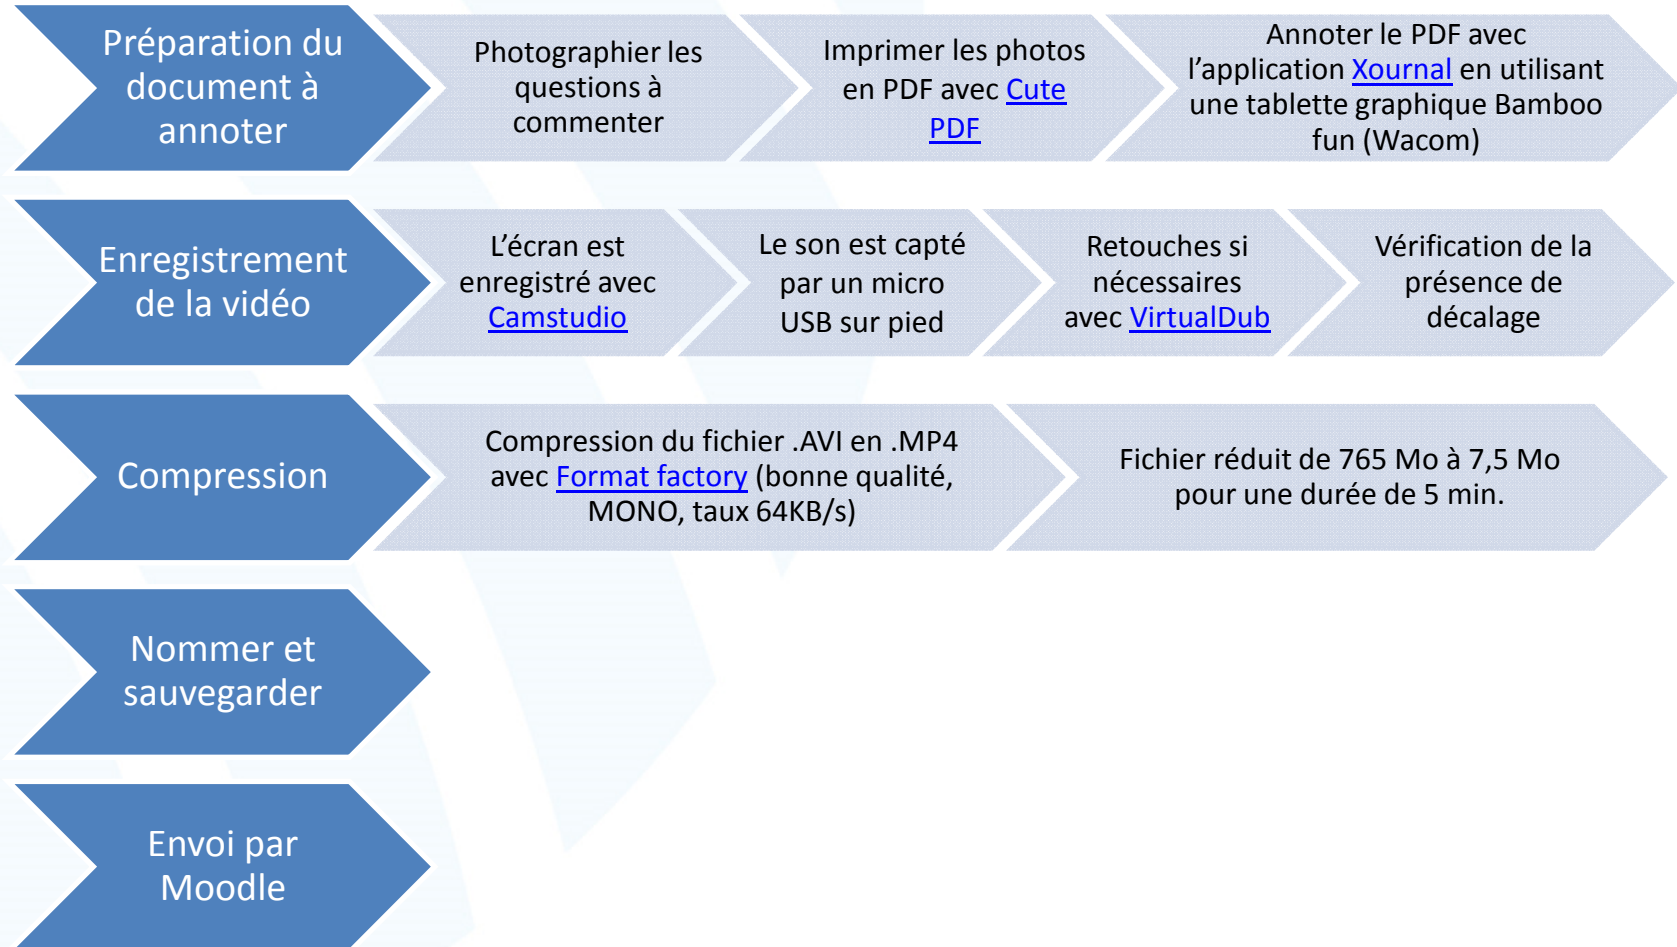 Préparation du
document à
annoter
Photographier les
questions à
commenter
Imprimer les photos
en PDF avec Cute
PDF
Annoter le PDF avec
l’application Xournal en utilisant
une tablette graphique Bamboo
fun (Wacom)
Enregistrement
de la vidéo
L’écran est
enregistré avec
Camstudio
Le son est capté
par un micro
USB sur pied
Retouches si
nécessaires
avec VirtualDub
Vérification de la
présence de
décalage
Compression
Compression du fichier .AVI en .MP4
avec Format factory (bonne qualité,
MONO, taux 64KB/s)
Fichier réduit de 765 Mo à 7,5 Mo
pour une durée de 5 min.
Nommer et
sauvegarder
Envoi par
Moodle